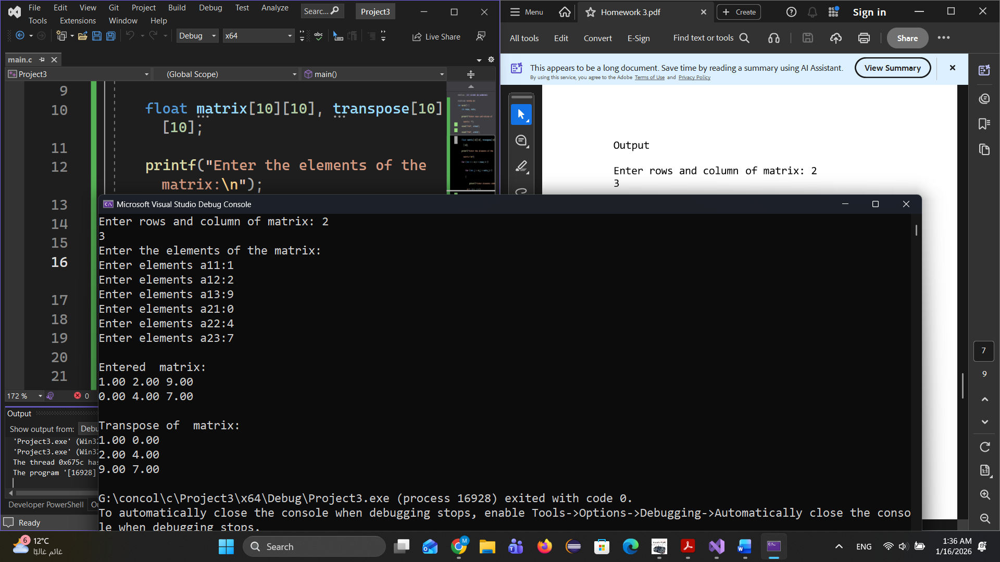 File Edit View Git Project Build Debug Test Analyze Searc... Project3
Tools Extensions Window Help
Debug x64 Live Share
main.c
Project3 (Global Scope) main()
9
10 float matrix[10][10], transpose[10]
[10];
11
12 printf("Enter the elements of the
matrix:\n");
13
14
15
16
17
18
19
20
21
172 % 0
Output
Show output from: Debu
'Project3.exe' (Win32
'Project3.exe' (Win32
The thread 0x675c has
The program '[16928]
Developer PowerShell Ou
Ready
Menu Homework 3.pdf Create Sign in
All tools Edit Convert E-Sign Find text or tools Share
This appears to be a long document. Save time by reading a summary using AI Assistant. View Summary
By using this service, you agree to the Adobe Terms of Use and Privacy Policy
Output
Enter rows and column of matrix: 2
3
7
9
Microsoft Visual Studio Debug Console
Enter rows and column of matrix: 2
3
Enter the elements of the matrix:
Enter elements a11:1
Enter elements a12:2
Enter elements a13:9
Enter elements a21:0
Enter elements a22:4
Enter elements a23:7
Entered  matrix:
1.00 2.00 9.00
0.00 4.00 7.00
Transpose of  matrix:
1.00 0.00
2.00 4.00
9.00 7.00
G:\concol\c\Project3\x64\Debug\Project3.exe (process 16928) exited with code 0.
To automatically close the console when debugging stops, enable Tools->Options->Debugging->Automatically close the conso
le when debugging stops.
6 12°C
غائم غالبًا
Search
ENG
1:36 AM
1/16/2026